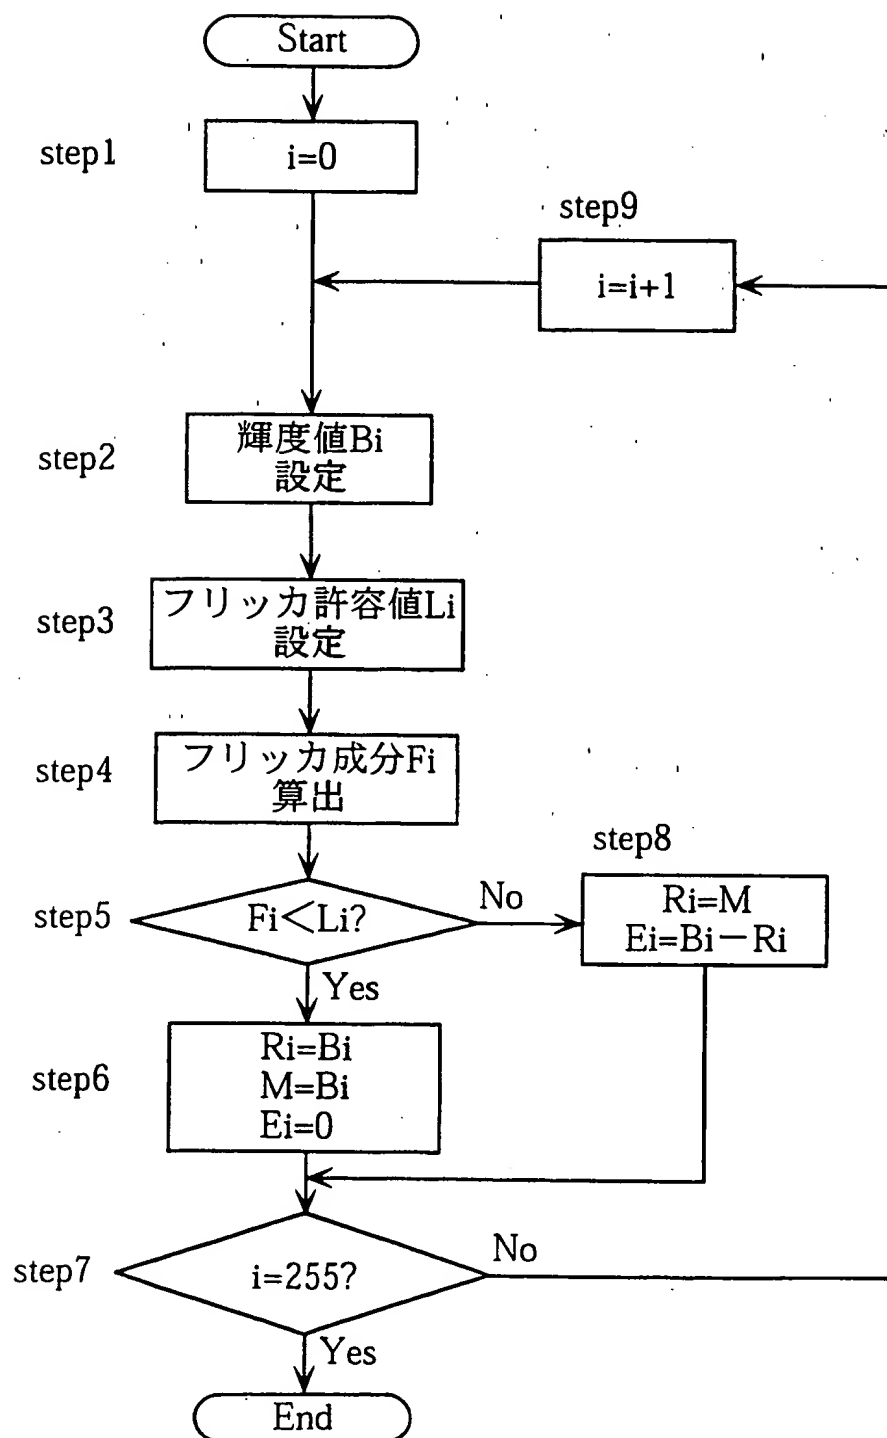 Start
step1
i=0
step9
i=i+1
step2
輝度値Bi
設定
step3
フリッカ許容値Li
設定
step4
フリッカ成分Fi
算出
step8
step5
Fi<Li?
No
Ri=M
Ei=Bi−Ri
Yes
step6
Ri=Bi
M=Bi
Ei=0
step7
i=255?
No
Yes
End